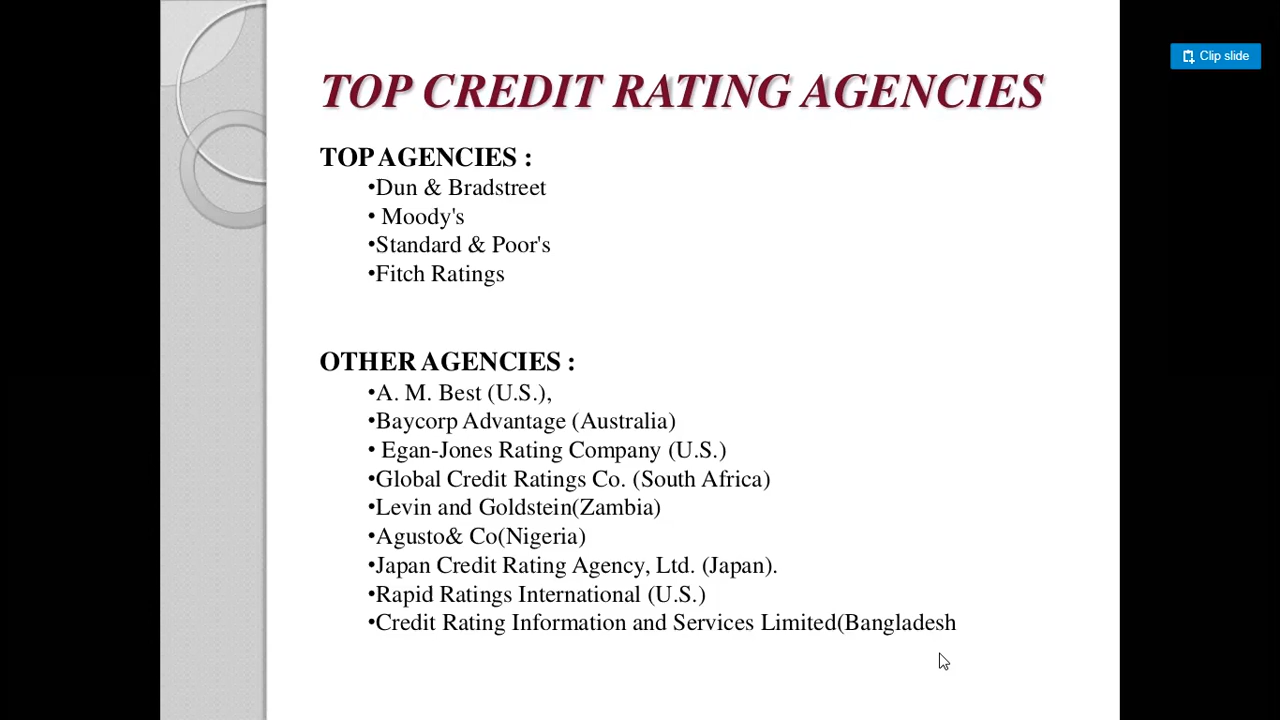 Clip slide
TOP CREDIT RATING AGENCIES
TOP AGENCIES :
•Dun & Bradstreet
• Moody's
•Standard & Poor's
•Fitch Ratings
OTHER AGENCIES :
•A. M. Best (U.S.),
•Baycorp Advantage (Australia)
• Egan-Jones Rating Company (U.S.)
•Global Credit Ratings Co. (South Africa)
•Levin and Goldstein(Zambia)
•Agusto& Co(Nigeria)
•Japan Credit Rating Agency, Ltd. (Japan).
•Rapid Ratings International (U.S.)
•Credit Rating Information and Services Limited(Bangladesh